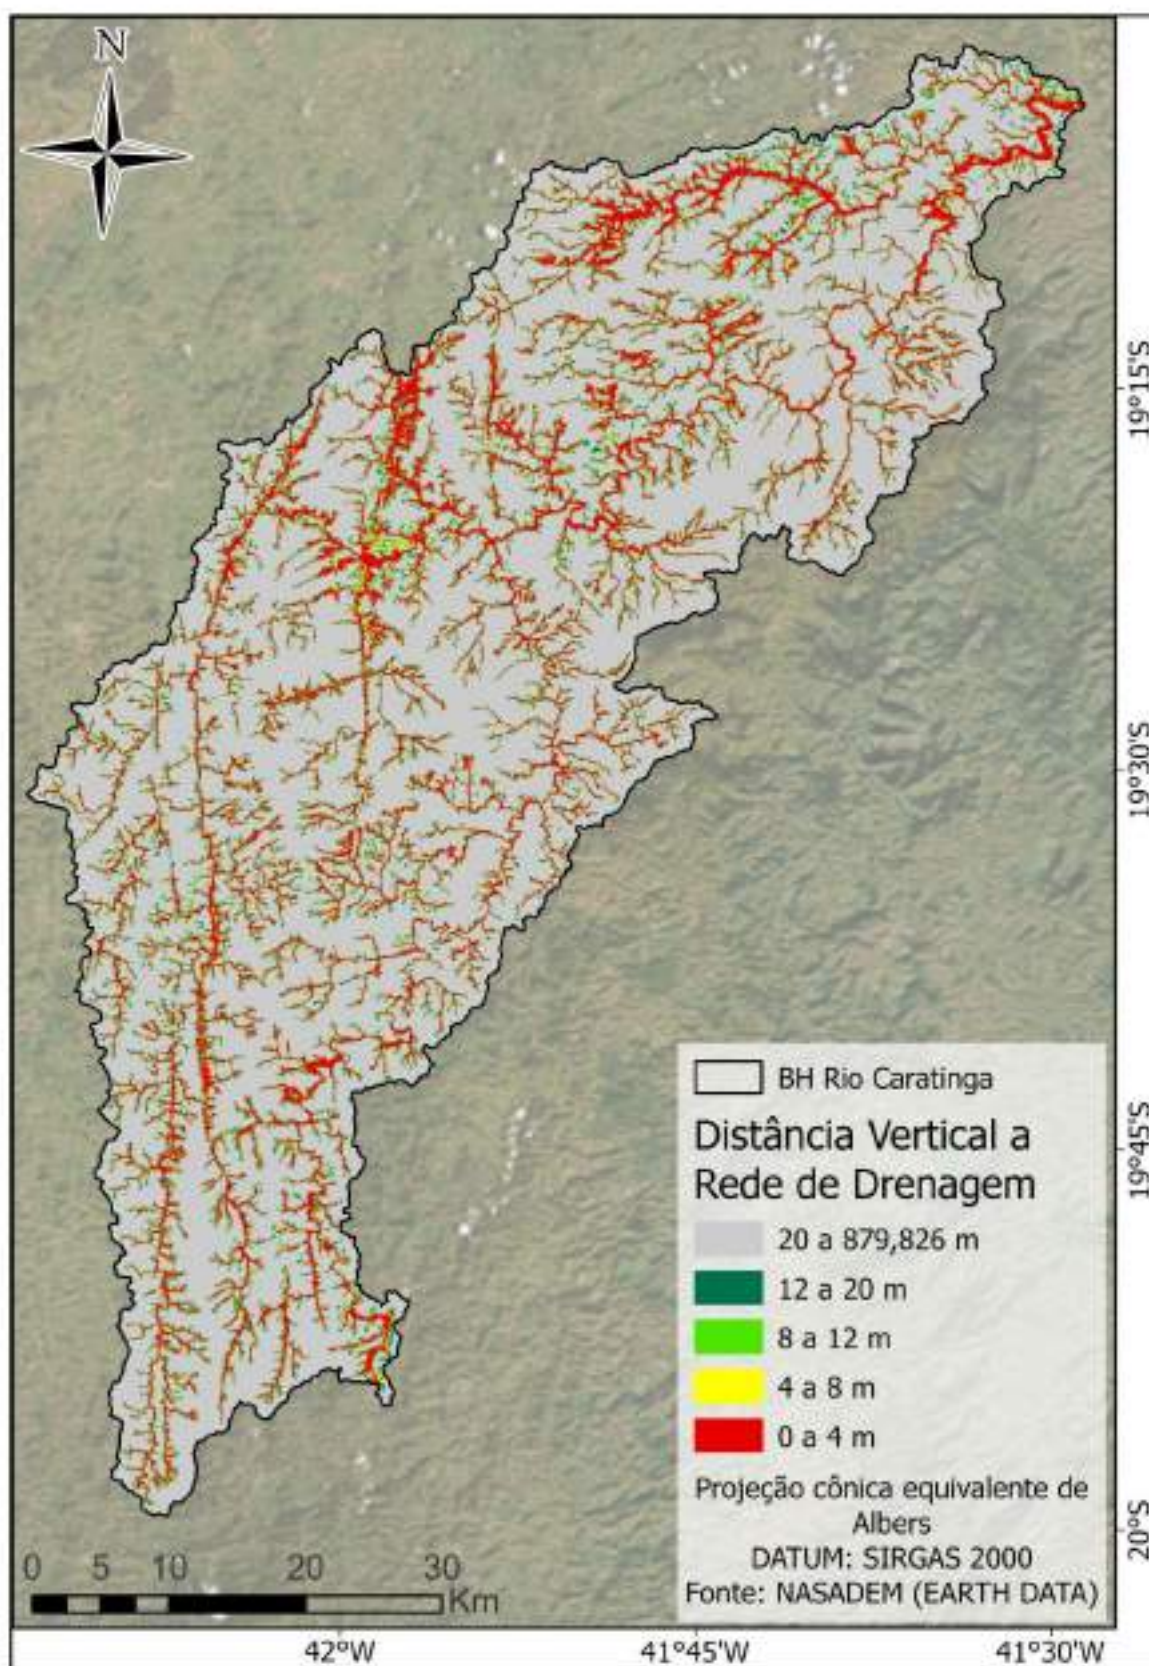 N
19°15'S
19°30'S
19°45'S
20°S
BH Rio Caratinga
Distância Vertical a
Rede de Drenagem
20 a 879,826 m
12 a 20 m
8 a 12 m
4 a 8 m
0 a 4 m
Projeção cônica equivalente de
Albers
DATUM: SIRGAS 2000
Fonte: NASADEM (EARTH DATA)
0 5 10 20 30
Km
42°W 41°45'W 41°30'W